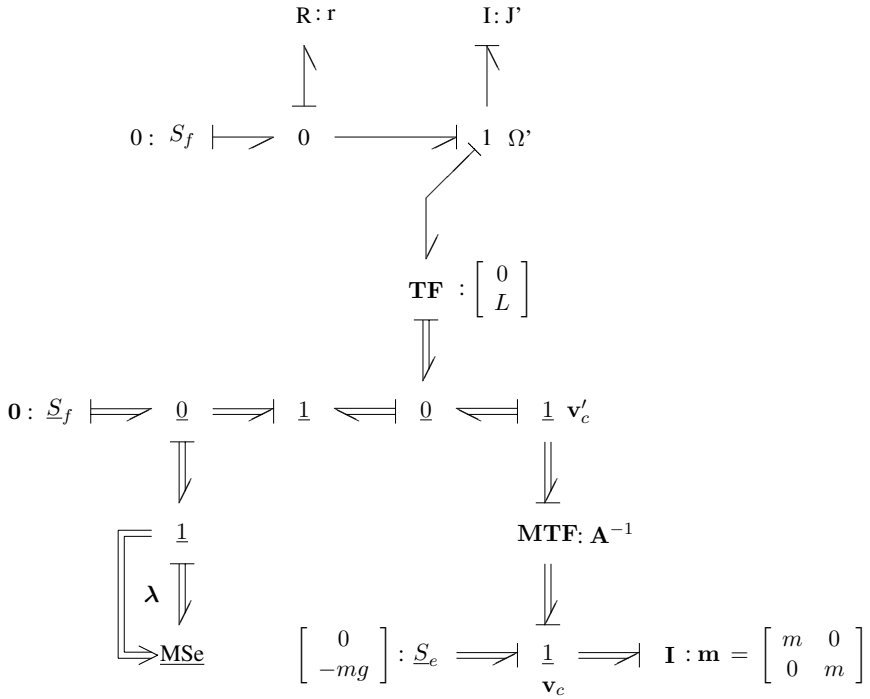 R: r I: J’
0: S_f 0 1 Ω’
TF : [ 0
L ]
0: S_f 0 1 0 1 v′_c
1 MTF: A^{−1}
λ
MSe [ 0
−mg ] : S_e 1 I : m = [ m 0
0 m ]
v_c